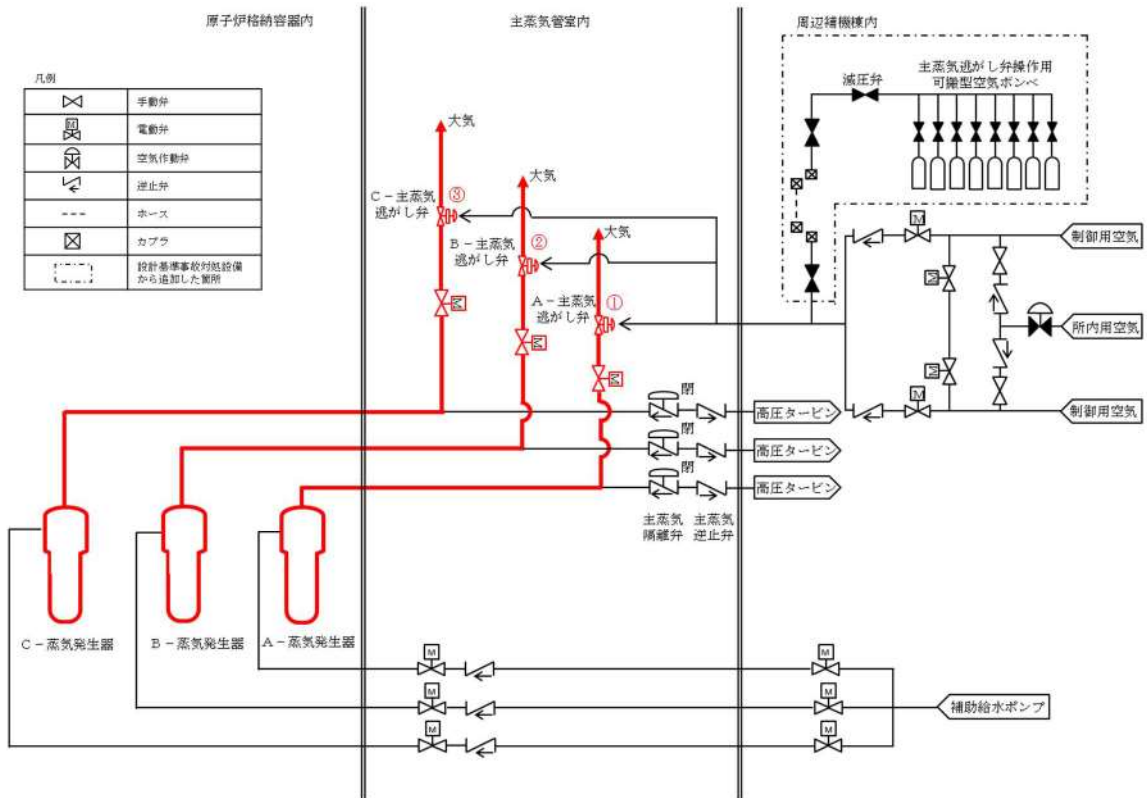 原子炉格納容器内
主蒸気管室内
周辺補機棟内
凡例
手動弁
M
電動弁
空気作動弁
逆止弁
ホース
カプラ
設計基準事故対処設備
から追加した箇所
減圧弁
主蒸気逃がし弁操作用
可搬型空気ボンベ
大気
C-主蒸気
逃がし弁
③
大気
B-主蒸気
逃がし弁
②
大気
A-主蒸気
逃がし弁
①
M
M
M
M
制御用空気
M
所内用空気
M
M
制御用空気
閉
高圧タービン
閉
高圧タービン
閉
高圧タービン
主蒸気
隔離弁
主蒸気
逆止弁
C-蒸気発生器
B-蒸気発生器
A-蒸気発生器
M
M
M
M
補助給水ポンプ
M
M